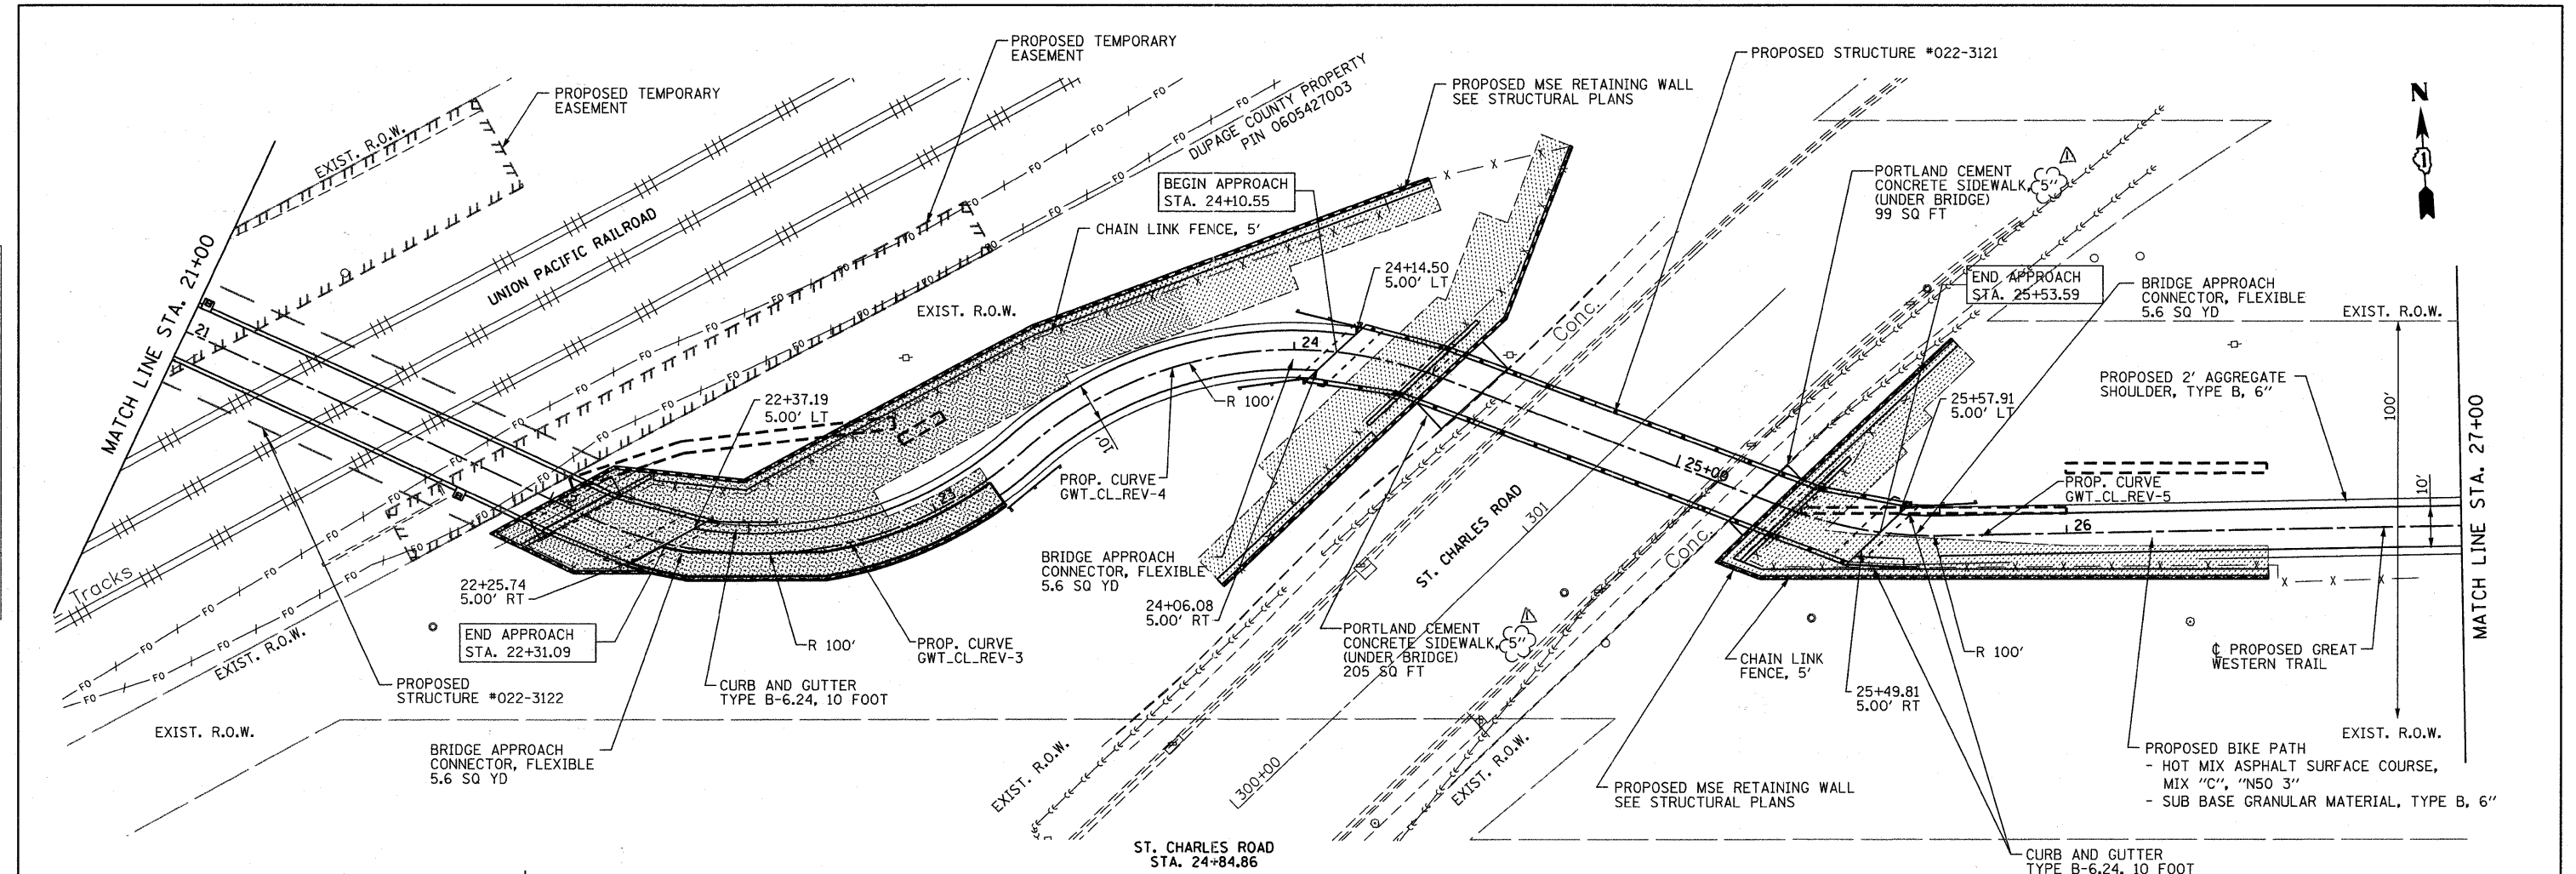 PROPOSED TEMPORARY
EASEMENT
PROPOSED TEMPORARY
EASEMENT
EXIST. R.O.W.
UNION PACIFIC RAILROAD
DUPAGE COUNTY PROPERTY
PIN 0605427003
PROPOSED MSE RETAINING WALL
SEE STRUCTURAL PLANS
PROPOSED STRUCTURE #022-3121
N
1
BEGIN APPROACH
STA. 24+10.55
CHAIN LINK FENCE, 5'
EXIST. R.O.W.
24+14.50
5.00' LT
PORTLAND CEMENT
CONCRETE SIDEWALK, 5"
(UNDER BRIDGE)
99 SQ FT
1
END APPROACH
STA. 25+53.59
BRIDGE APPROACH
CONNECTOR, FLEXIBLE
5.6 SQ YD
EXIST. R.O.W.
MATCH LINE STA. 21+00
21
22+37.19
5.00' LT
23
24
R 100'
10'
PROP. CURVE
GWT_CL_REV-4
Conc.
25+00
ST. CHARLES ROAD
301
Conc.
25+57.91
5.00' LT
PROPOSED 2' AGGREGATE
SHOULDER, TYPE B, 6"
100'
10'
PROP. CURVE
GWT_CL_REV-5
26
MATCH LINE STA. 27+00
Tracks
EXIST. R.O.W.
22+25.74
5.00' RT
END APPROACH
STA. 22+31.09
PROPOSED
STRUCTURE #022-3122
EXIST. R.O.W.
BRIDGE APPROACH
CONNECTOR, FLEXIBLE
5.6 SQ YD
CURB AND GUTTER
TYPE B-6.24, 10 FOOT
R 100'
PROP. CURVE
GWT_CL_REV-3
BRIDGE APPROACH
CONNECTOR, FLEXIBLE
5.6 SQ YD
24+06.08
5.00' RT
PORTLAND CEMENT
CONCRETE SIDEWALK, 5"
(UNDER BRIDGE)
205 SQ FT
1
EXIST. R.O.W.
300+00
EXIST. R.O.W.
ST. CHARLES ROAD
STA. 24+84.86
CHAIN LINK
FENCE, 5'
25+49.81
5.00' RT
R 100'
℄ PROPOSED GREAT
WESTERN TRAIL
PROPOSED MSE RETAINING WALL
SEE STRUCTURAL PLANS
EXIST. R.O.W.
PROPOSED BIKE PATH
- HOT MIX ASPHALT SURFACE COURSE,
MIX "C", "N50 3"
- SUB BASE GRANULAR MATERIAL, TYPE B, 6"
CURB AND GUTTER
TYPE B-6.24, 10 FOOT